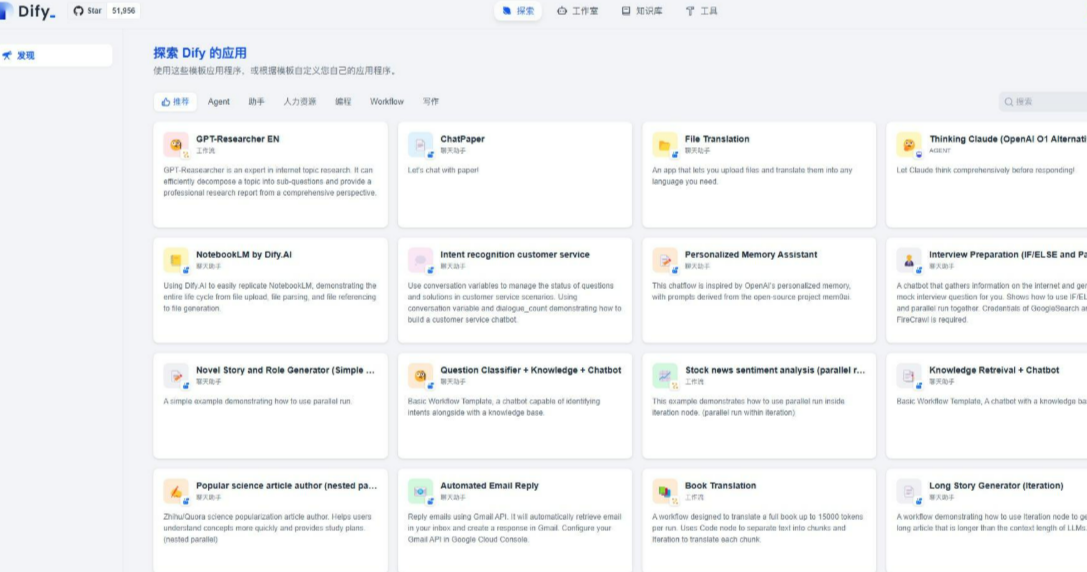 Dify_
Star 51,956
探索
工作室
知识库
工具
发现
探索 Dify 的应用
使用这些模板应用程序，或根据模板自定义您自己的应用程序。
推荐
Agent
助手
人力资源
编程
Workflow
写作
搜索
GPT-Researcher EN
工作流
GPT-Reasearcher is an expert in internet topic research. It can
efficiently decompose a topic into sub-questions and provide a
professional research report from a comprehensive perspective.
ChatPaper
聊天助手
Let's chat with paper!
File Translation
聊天助手
An app that lets you upload files and translate them into any
language you need.
Thinking Claude (OpenAI O1 Alternati
AGENT
Let Claude think comprehensively before responding!
NotebookLM by Dify.AI
聊天助手
Using Dify.AI to easily replicate NotebookLM, demonstrating the
entire life cycle from file upload, file parsing, and file referencing
to file generation.
Intent recognition customer service
聊天助手
Use conversation variables to manage the status of questions
and solutions in customer service scenarios. Using
conversation variable and dialogue_count demonstrating how to
build a customer service chatbot.
Personalized Memory Assistant
聊天助手
This chatflow is inspired by OpenAI's personalized memory,
with prompts derived from the open-source project mem0ui.
Interview Preparation (IF/ELSE and Pa
聊天助手
A chatbot that gathers information on the internet and ge
mock interview question for you. Shows how to use IF/EL
and parallel run together. Credentials of GoogleSearch a
FireCrawl is required.
Novel Story and Role Generator (Simple ...
聊天助手
A simple example demonstrating how to use parallel run.
Question Classifier + Knowledge + Chatbot
聊天助手
Basic Workflow Template, a chatbot capable of identifying
intents alongside with a knowledge base.
Stock news sentiment analysis (parallel r...
工作流
This example demonstrates how to use parallel run inside
iteration node. (parallel run within iteration)
Knowledge Retreival + Chatbot
聊天助手
Basic Workflow Template, A chatbot with a knowledge ba
Popular science article author (nested pa...
聊天助手
Zhihu/Quora science popularization article author. Helps users
understand concepts more quickly and provides study plans.
(nested parallel)
Automated Email Reply
聊天助手
Reply emails using Gmail API. It will automatically retrieve email
in your inbox and create a response in Gmail. Configure your
Gmail API in Google Cloud Console.
Book Translation
工作流
A workflow designed to translate a full book up to 15000 tokens
per run. Uses Code node to separate text into chunks and
Iteration to translate each chunk.
Long Story Generator (Iteration)
聊天助手
A workflow demonstrating how to use Iteration node to ge
long article that is longer than the context length of LLMs.